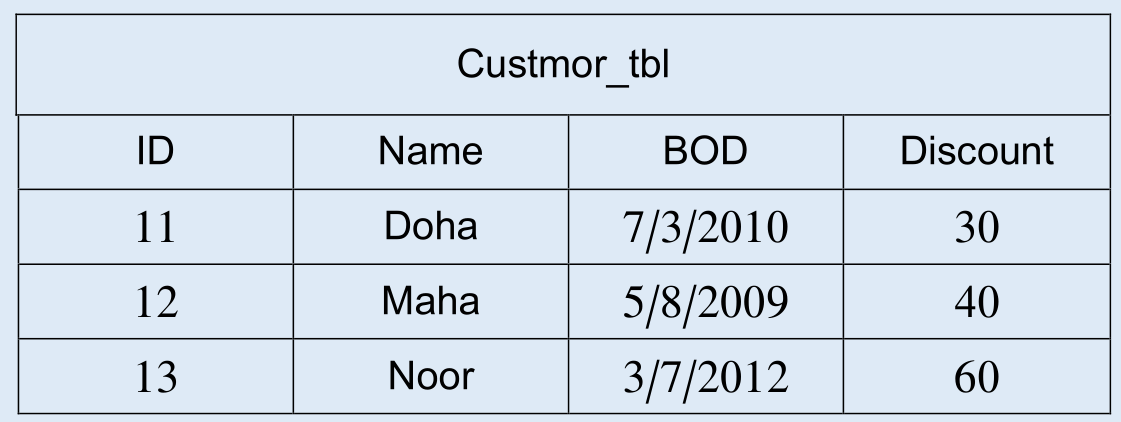 Custmor_tbl
ID Name BOD Discount
11 Doha 7/3/2010 30
12 Maha 5/8/2009 40
13 Noor 3/7/2012 60